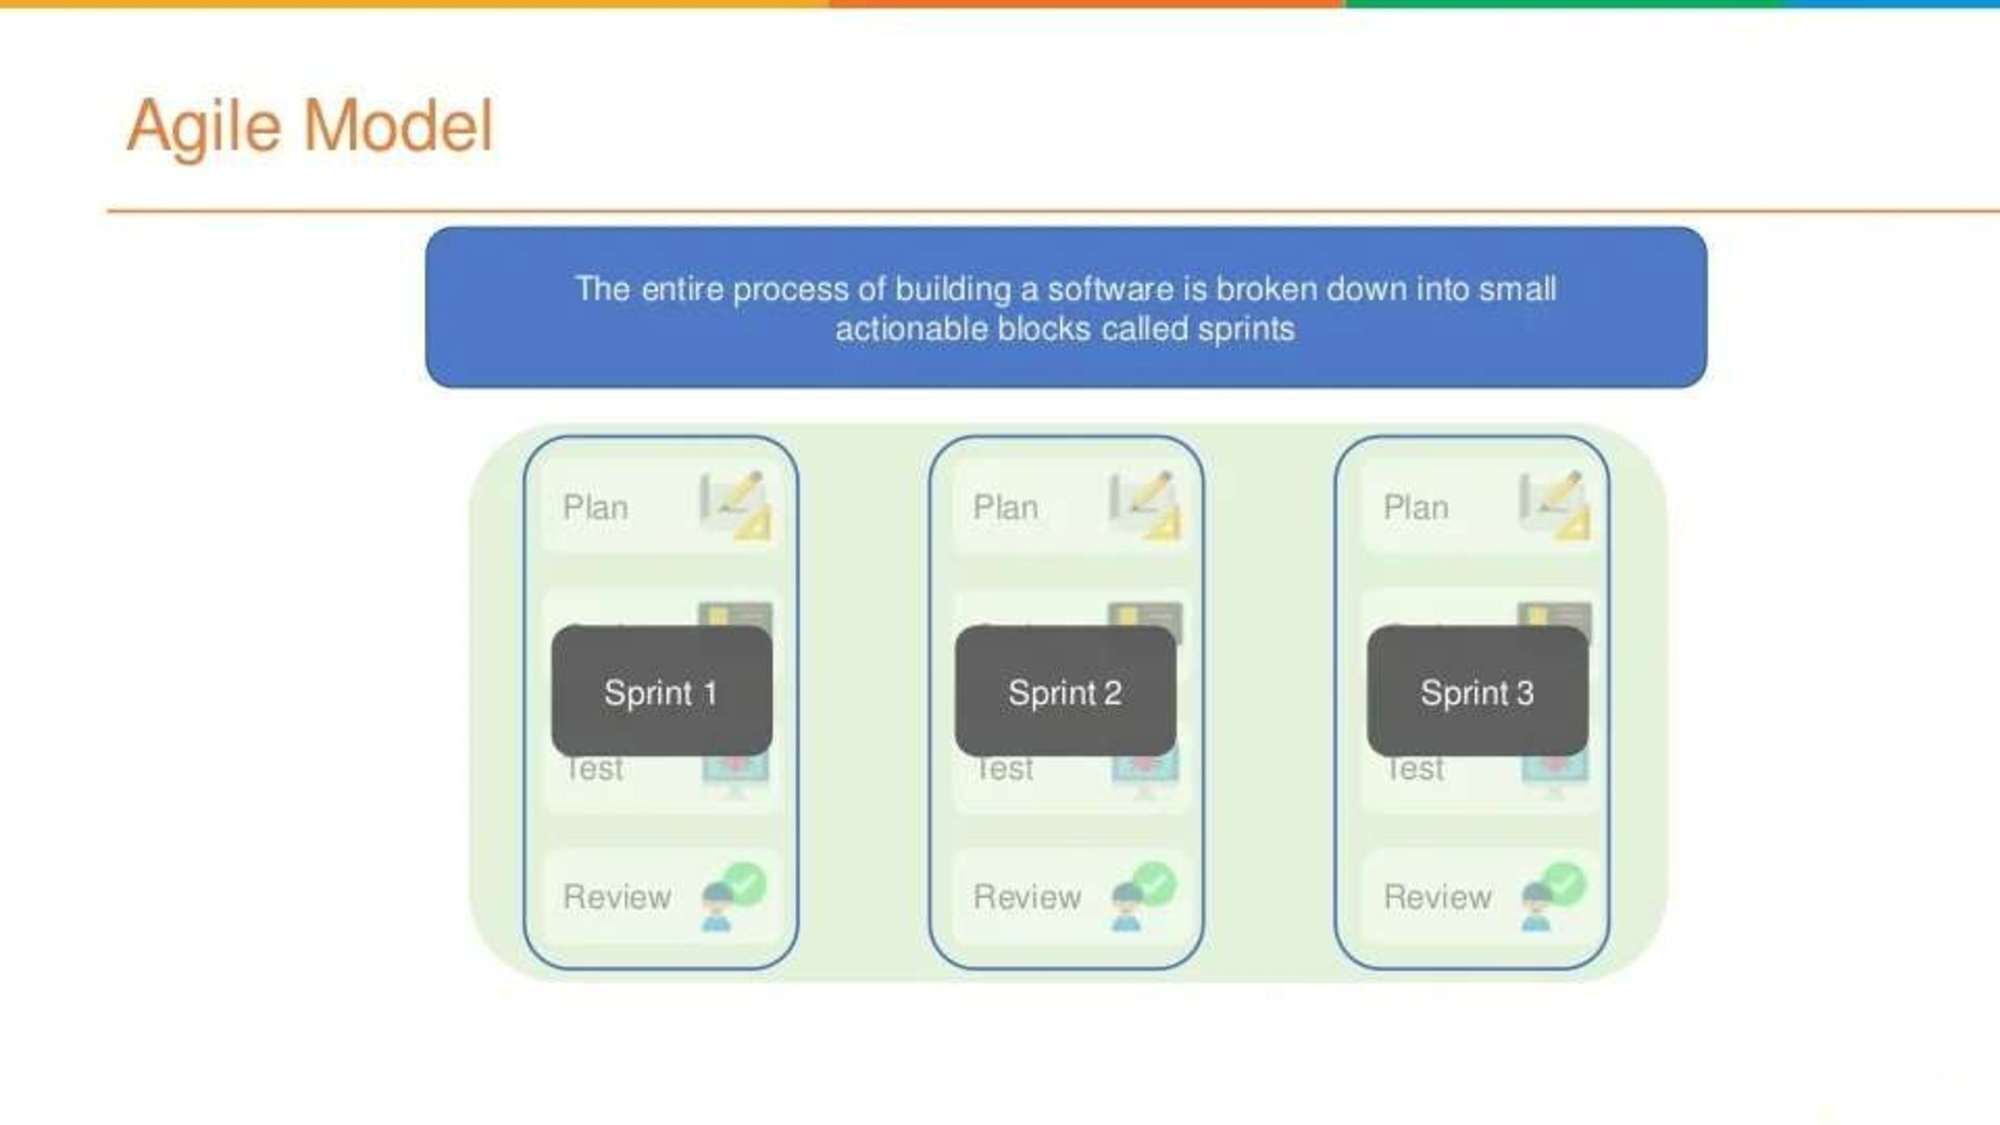 Agile Model
The entire process of building a software is broken down into small
actionable blocks called sprints
Plan
Plan
Plan
Sprint 1
Sprint 2
Sprint 3
Test
Test
Test
Review
Review
Review